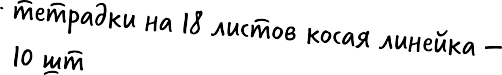 - тетрадки на 18 листов косая линейка –
10 шт